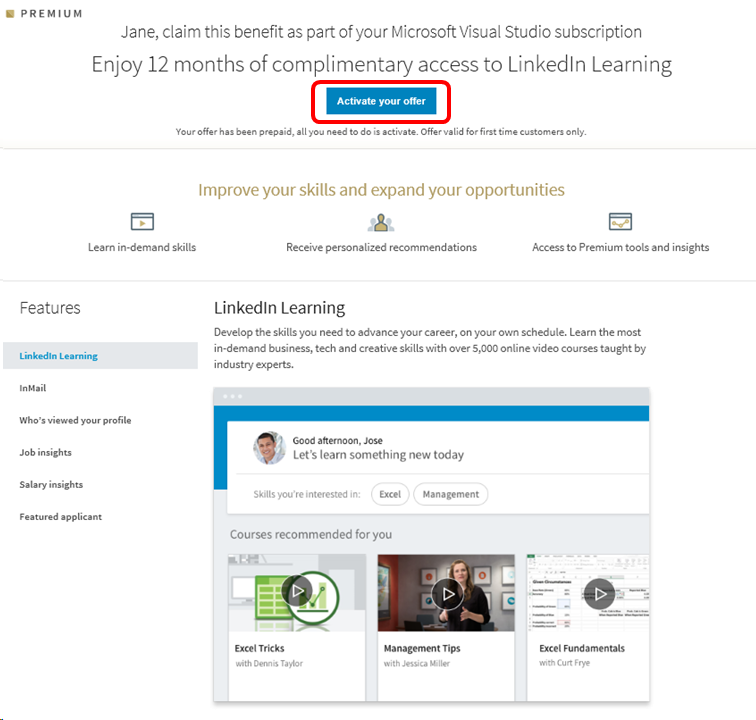 PREMIUM
Jane, claim this benefit as part of your Microsoft Visual Studio subscription
Enjoy 12 months of complimentary access to LinkedIn Learning
Activate your offer
Your offer has been prepaid, all you need to do is activate. Offer valid for first time customers only.
Improve your skills and expand your opportunities
Learn in-demand skills
Receive personalized recommendations
Access to Premium tools and insights
Features
LinkedIn Learning
InMail
Who's viewed your profile
Job insights
Salary insights
Featured applicant
LinkedIn Learning
Develop the skills you need to advance your career, on your own schedule. Learn the most
in-demand business, tech and creative skills with over 5,000 online video courses taught by
industry experts.
Good afternoon, Jose
Let's learn something new today
Skills you're interested in:
Excel
Management
Courses recommended for you
Excel Tricks
with Dennis Taylor
Management Tips
with Jessica Miller
Given Circumstances
Excel Fundamentals
with Curt Frye